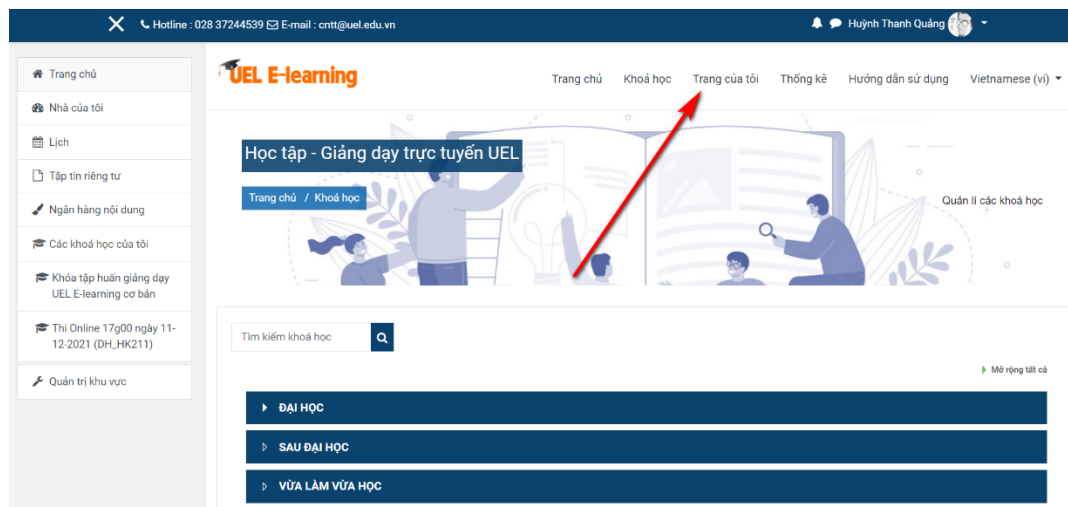 Hotline : 028 37244539 E-mail : cntt@uel.edu.vn
Huỳnh Thanh Quảng
Trang chủ
Nhà của tôi
Lịch
Tập tin riêng tư
Ngân hàng nội dung
Các khoá học của tôi
Khóa tập huấn giảng dạy
UEL E-learning cơ bản
Thi Online 17g00 ngày 11-
12-2021 (DH_HK211)
Quản trị khu vực
UEL E-learning
Trang chủ Khoá học Trang của tôi Thống kê Hướng dẫn sử dụng Vietnamese (vi)
Học tập - Giảng dạy trực tuyến UEL
Trang chủ / Khoá học
Quản lí các khoá học
Tìm kiếm khoá học
Mở rộng tất cả
ĐẠI HỌC
SAU ĐẠI HỌC
VỪA LÀM VỪA HỌC